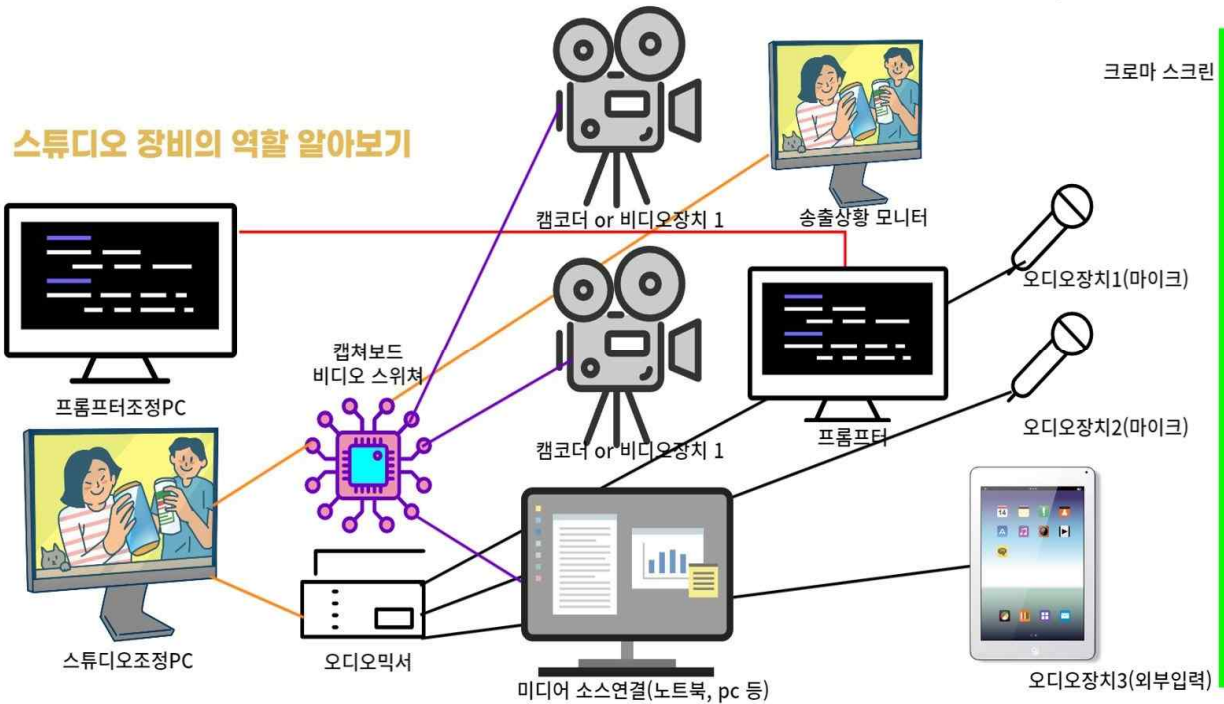 크로마 스크린
스튜디오 장비의 역할 알아보기
캠코더 or 비디오장치 1
송출상황 모니터
오디오장치1(마이크)
캡쳐보드
비디오 스위쳐
프롬프터조정PC
캠코더 or 비디오장치 1
프롬프터
오디오장치2(마이크)
14
스튜디오조정PC
오디오믹서
미디어 소스연결(노트북, pc 등)
오디오장치3(외부입력)